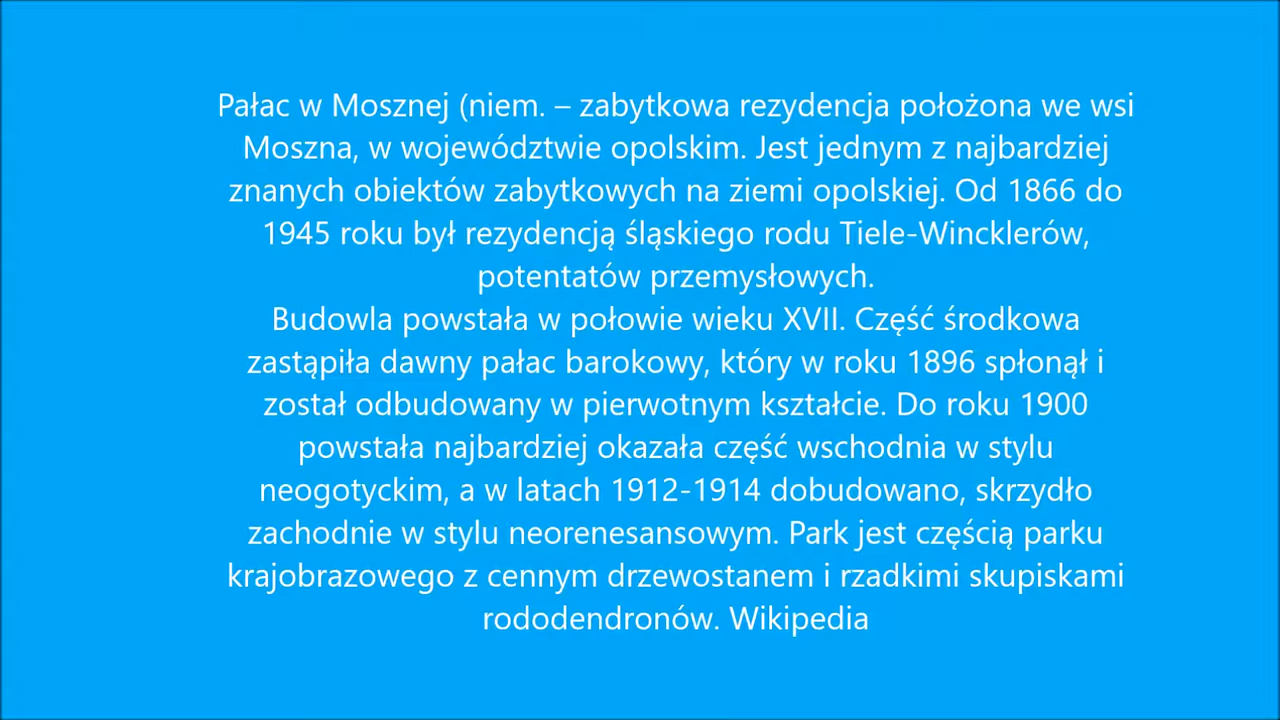 Pałac w Mosznej (niem. – zabytkowa rezydencja położona we wsi
Moszna, w województwie opolskim. Jest jednym z najbardziej
znanych obiektów zabytkowych na ziemi opolskiej. Od 1866 do
1945 roku był rezydencją śląskiego rodu Tiele-Wincklerów,
potentatów przemysłowych.
Budowla powstała w połowie wieku XVII. Część środkowa
zastąpiła dawny pałac barokowy, który w roku 1896 spłonął i
został odbudowany w pierwotnym kształcie. Do roku 1900
powstała najbardziej okazała część wschodnia w stylu
neogotyckim, a w latach 1912-1914 dobudowano, skrzydło
zachodnie w stylu neorenesansowym. Park jest częścią parku
krajobrazowego z cennym drzewostanem i rzadkimi skupiskami
rododendronów. Wikipedia